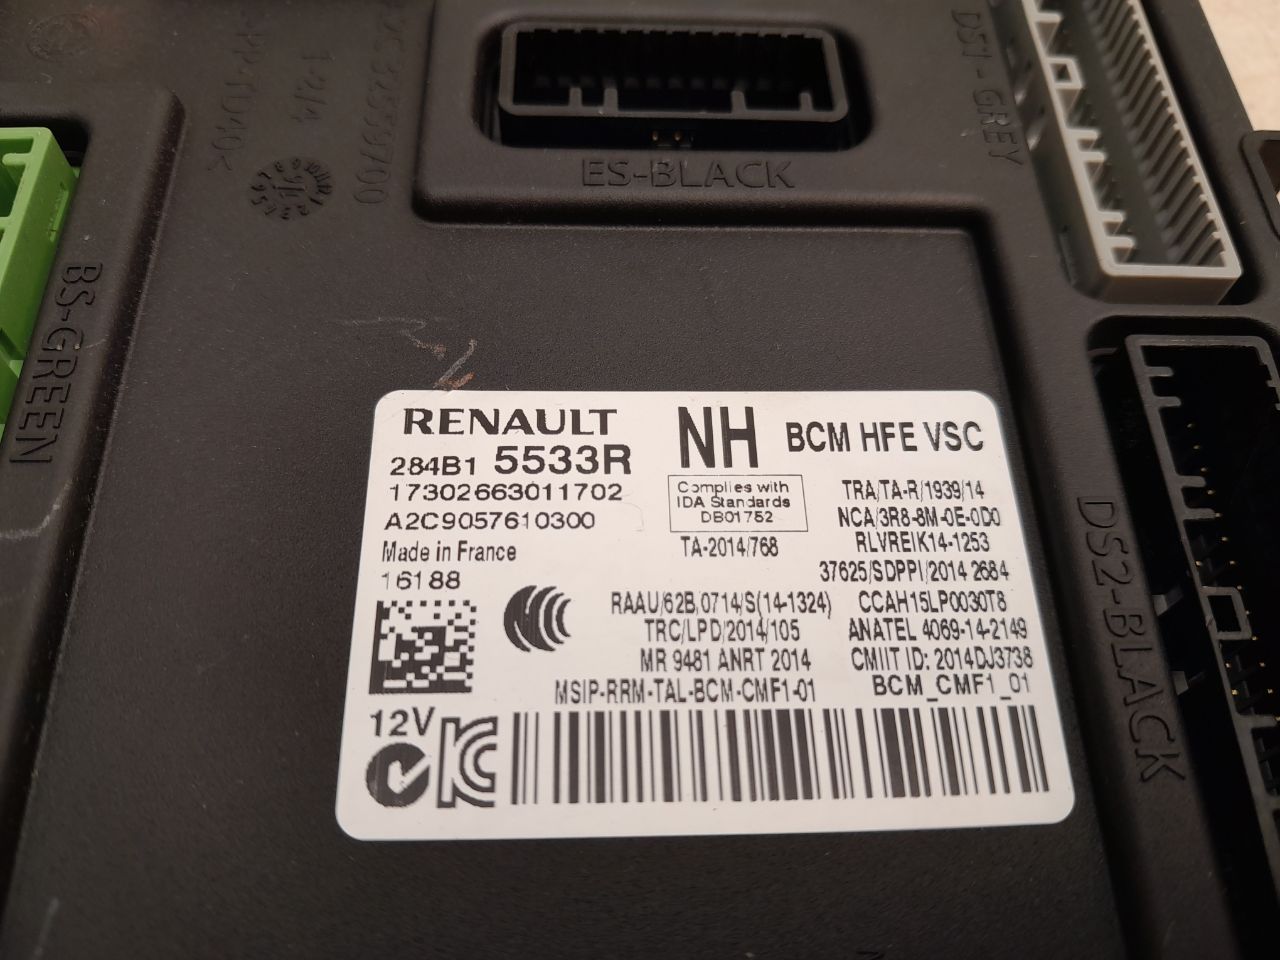 ES-BLACK
DS1-GREY
BS-GREEN
DS2-BLACK
1-2/4
RENAULT
NH
BCM HFE VSC
284B1 5533R
17302663011702
A2C9057610300
Made in France
16188
Complies with
IDA Standards
DB01752
TA-2014/768
TRA/TA-R/1939/14
NCA/3R8-8M-0E-0D0
RLVREIK14-1253
37625/SDPPI/2014 2684
RAAU/62B,0714/S(14-1324)
CCAH15LP0030T8
TRC/LPD/2014/105
ANATEL 4069-14-2149
MR 9481 ANRT 2014
CMIIT ID: 2014DJ3738
MSIP-RRM-TAL-BCM-CMF1-01
BCM_CMF1_01
12V